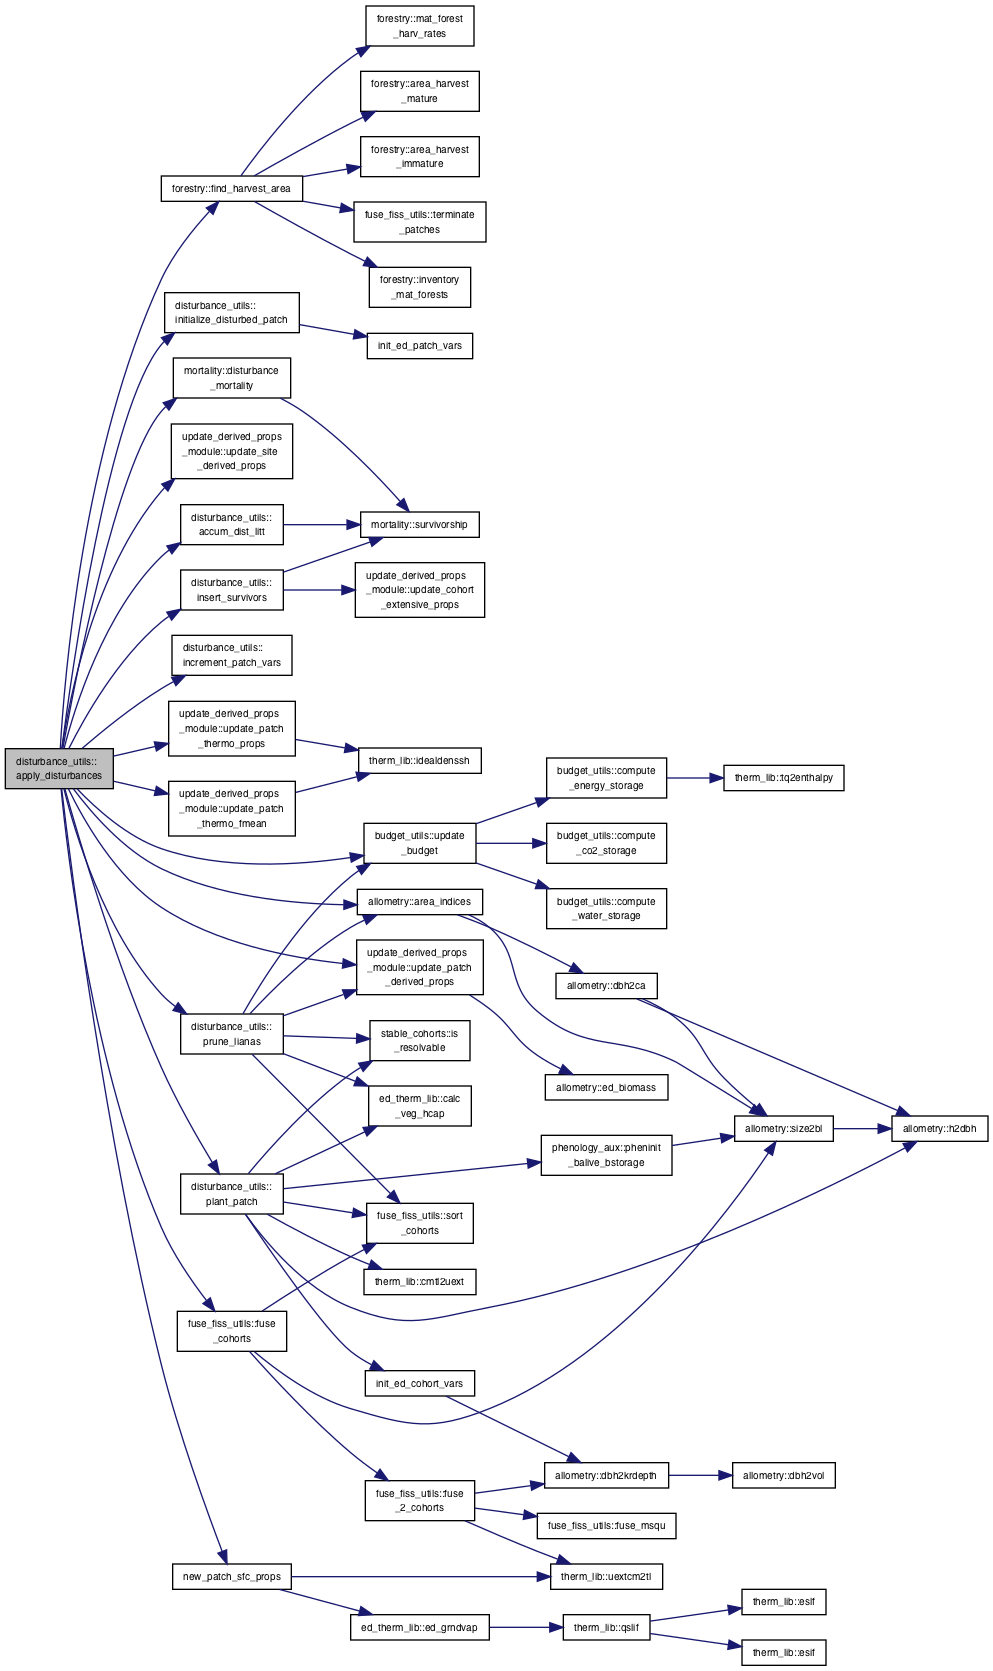 forestry::mat_forest
_harv_rates
forestry::area_harvest
_mature
forestry::area_harvest
_immature
forestry::find_harvest_area
fuse_fiss_utils::terminate
_patches
forestry::inventory
_mat_forests
disturbance_utils::
initialize_disturbed_patch
init_ed_patch_vars
mortality::disturbance
_mortality
update_derived_props
_module::update_site
_derived_props
disturbance_utils::
accum_dist_litt
mortality::survivorship
disturbance_utils::
insert_survivors
update_derived_props
_module::update_cohort
_extensive_props
disturbance_utils::
increment_patch_vars
update_derived_props
_module::update_patch
_thermo_props
disturbance_utils::
apply_disturbances
therm_lib::idealdenssh
budget_utils::compute
_energy_storage
therm_lib::tq2enthalpy
update_derived_props
_module::update_patch
_thermo_fmean
budget_utils::update
_budget
budget_utils::compute
_co2_storage
allometry::area_indices
budget_utils::compute
_water_storage
update_derived_props
_module::update_patch
_derived_props
allometry::dbh2ca
disturbance_utils::
prune_lianas
stable_cohorts::is
_resolvable
allometry::ed_biomass
ed_therm_lib::calc
_veg_hcap
allometry::size2bl
allometry::h2dbh
phenology_aux::pheninit
_balive_bstorage
disturbance_utils::
plant_patch
fuse_fiss_utils::sort
_cohorts
therm_lib::cmtl2uext
fuse_fiss_utils::fuse
_cohorts
init_ed_cohort_vars
allometry::dbh2krdepth
allometry::dbh2vol
fuse_fiss_utils::fuse
_2_cohorts
fuse_fiss_utils::fuse_msqu
new_patch_sfc_props
therm_lib::uextcm2tl
ed_therm_lib::ed_grndvap
therm_lib::qslif
therm_lib::eslf
therm_lib::esif